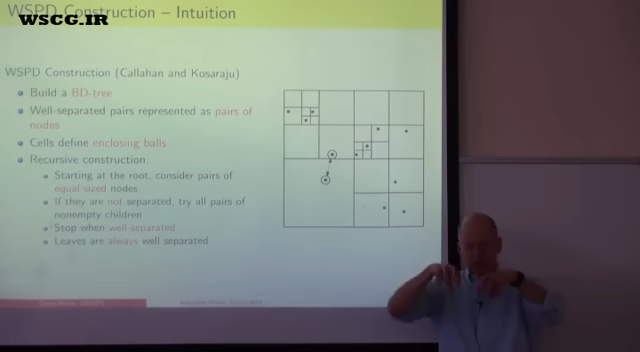 WSPD Construction – Intuition
WSCG.IR
WSPD Construction (Callahan and Kosaraju)
Build a BD-tree
Well-separated pairs represented as pairs of
nodes
Cells define enclosing balls
Recursive construction:
Starting at the root, consider pairs of
equal-sized nodes
If they are not separated, try all pairs of
nonempty children
Stop when well-separated
Leaves are always well separated